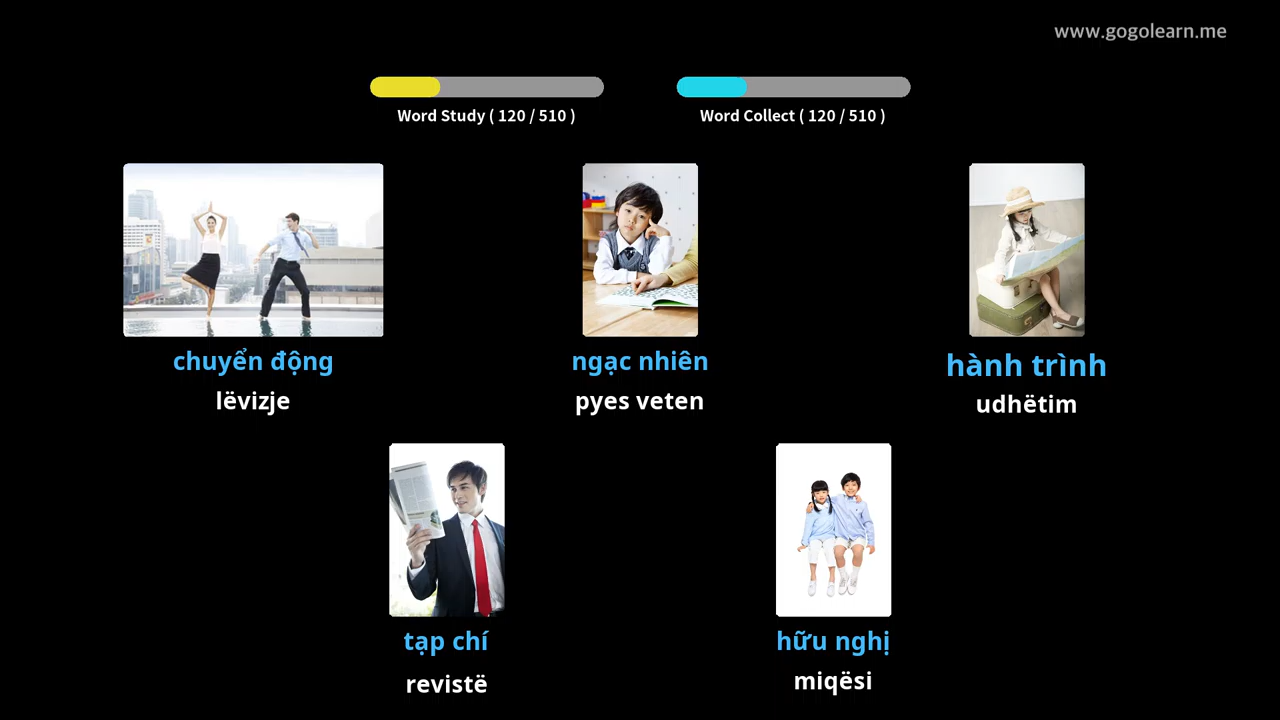 www.gogolearn.me
Word Study ( 120 / 510 )
Word Collect ( 120 / 510 )
chuyển động
lëvizje
ngạc nhiên
pyes veten
hành trình
udhëtim
tạp chí
revistë
hữu nghị
miqësi